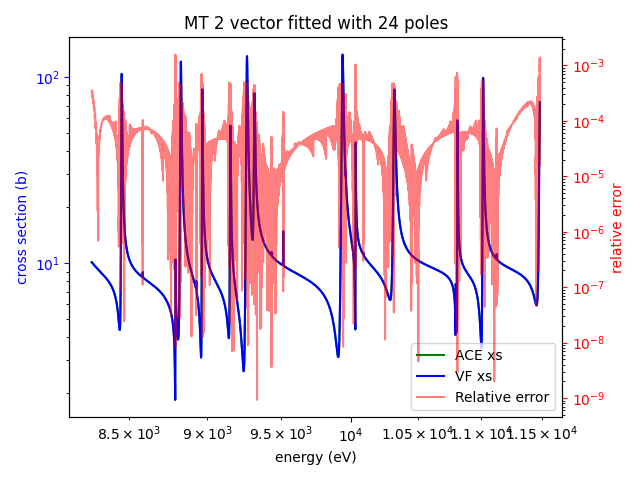 MT 2 vector fitted with 24 poles
cross section (b)
10²
10¹
10⁻³
10⁻⁴
10⁻⁵
10⁻⁶
10⁻⁷
10⁻⁸
10⁻⁹
relative error
ACE xs
VF xs
Relative error
8.5 × 10³ 9 × 10³ 9.5 × 10³ 10⁴ 1.05 × 10⁴ 1.1 × 10⁴ 1.15 × 10⁴
energy (eV)